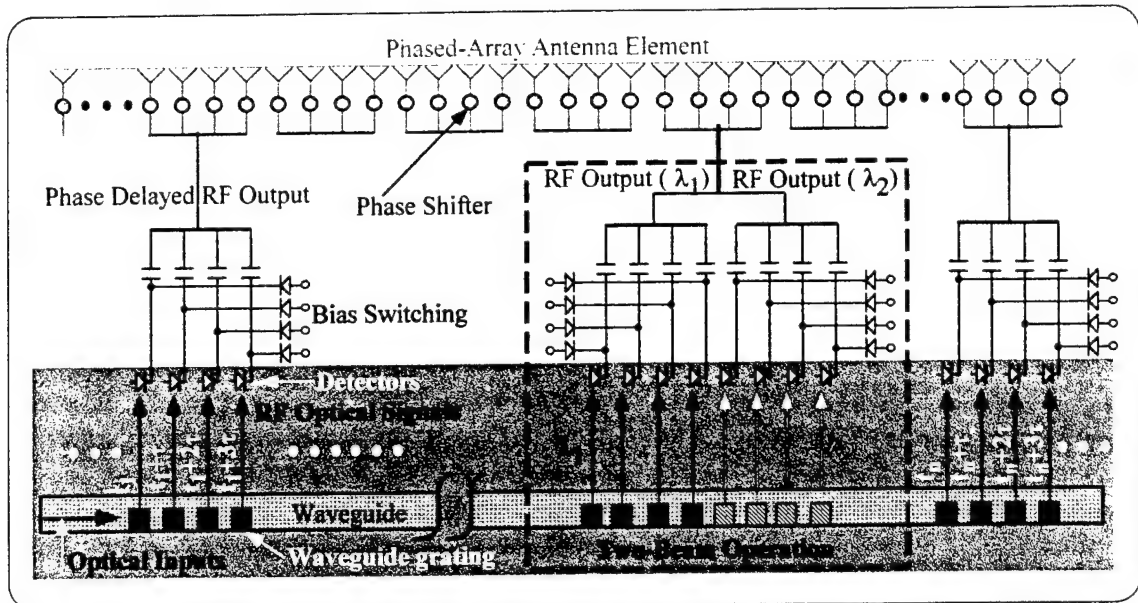 Phased-Array Antenna Element
RF Output ( λ1 ) RF Output ( λ2 )
Phase Delayed RF Output
Phase Shifter
Bias Switching
Detectors
RF Optical Signals
Waveguide
Optical Inputs
Waveguide grating
Two-Beam Operation